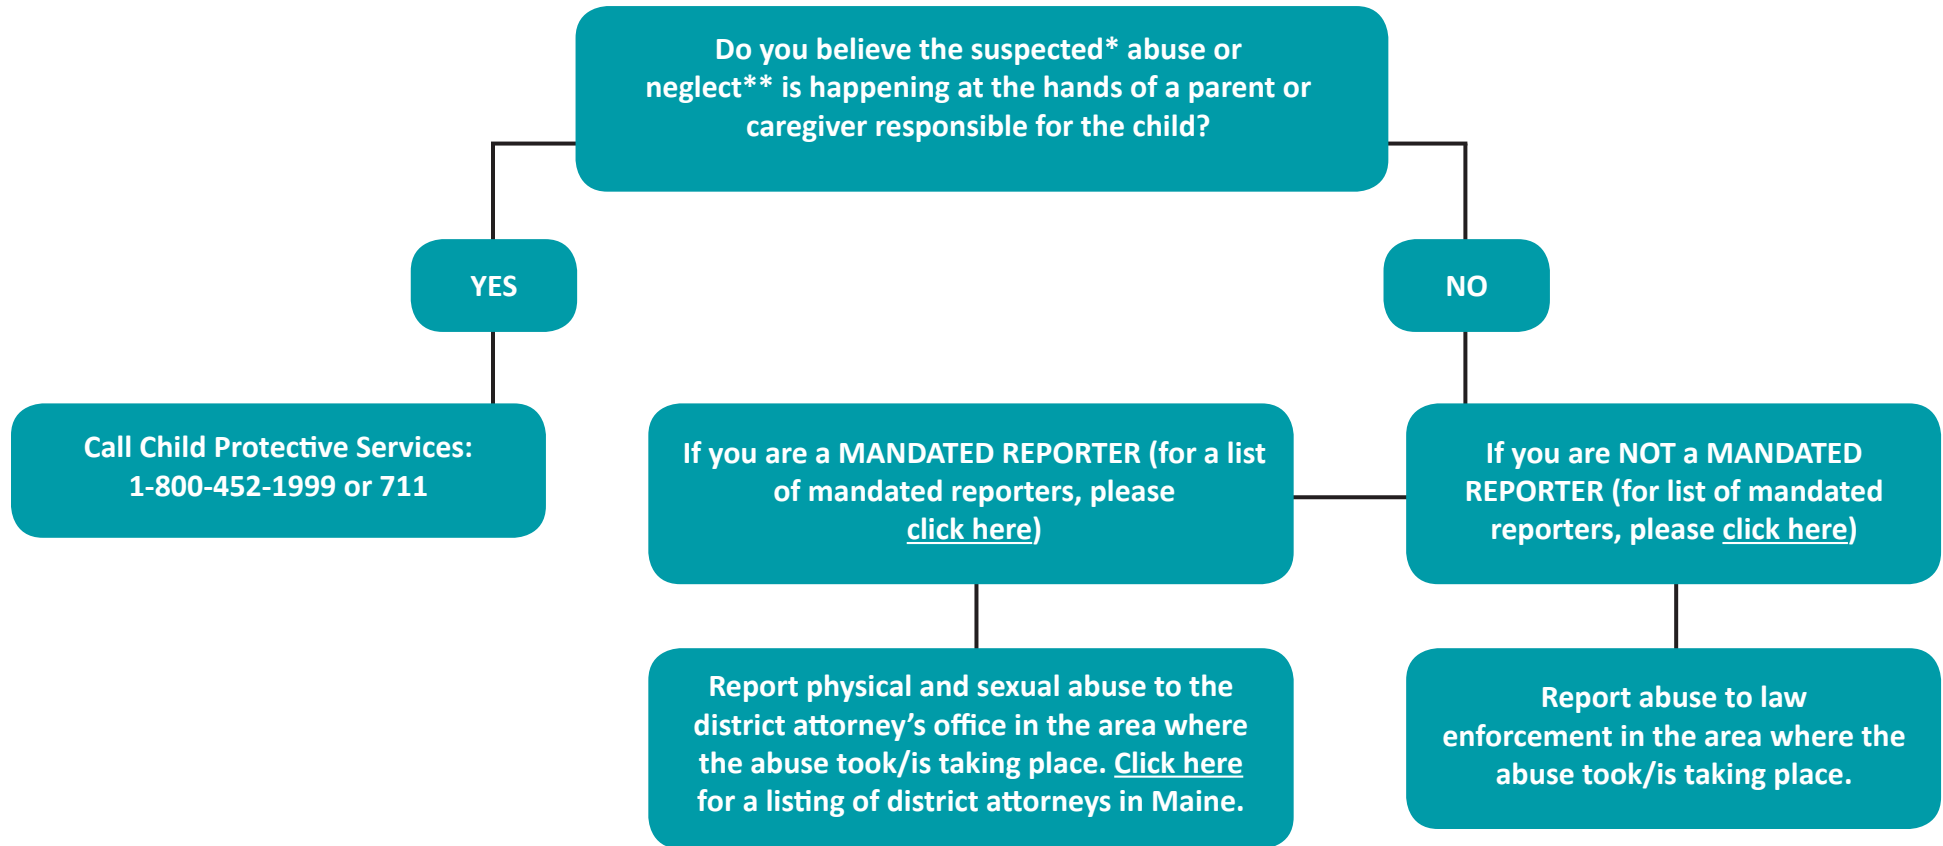 Do you believe the suspected* abuse or
neglect** is happening at the hands of a parent or
caregiver responsible for the child?
YES
NO
Call Child Protective Services:
1-800-452-1999 or 711
If you are a MANDATED REPORTER (for a list
of mandated reporters, please
click here)
If you are NOT a MANDATED
REPORTER (for list of mandated
reporters, please click here)
Report physical and sexual abuse to the
district attorney’s office in the area where
the abuse took/is taking place. Click here
for a listing of district attorneys in Maine.
Report abuse to law
enforcement in the area where the
abuse took/is taking place.